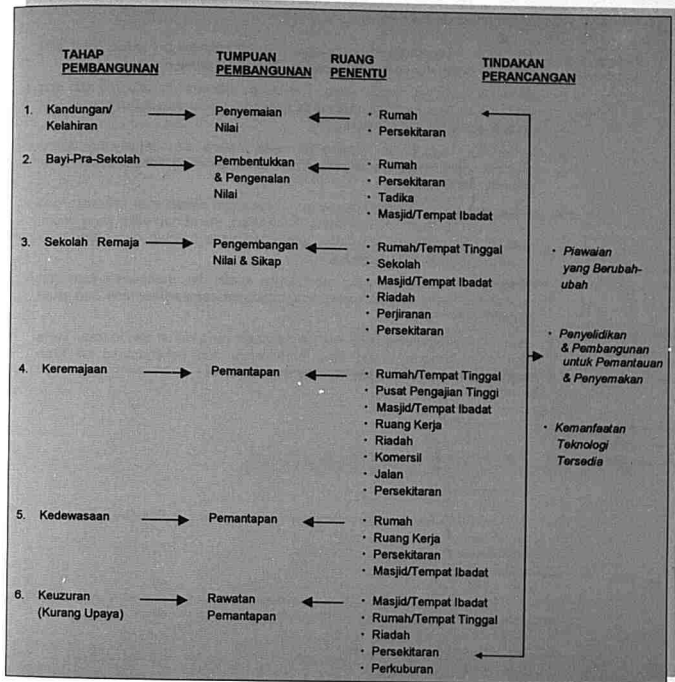 TAHAP
PEMBANGUNAN
TUMPUAN
PEMBANGUNAN
RUANG
PENENTU
TINDAKAN
PERANCANGAN
1. Kandungan/
Kelahiran
Penyemaian
Nilai
· Rumah
· Persekitaran
2. Bayi-Pra-Sekolah
Pembentukkan
& Pengenalan
Nilai
· Rumah
· Persekitaran
· Tadika
· Masjid/Tempat Ibadat
3. Sekolah Remaja
Pengembangan
Nilai & Sikap
· Rumah/Tempat Tinggal
· Sekolah
· Masjid/Tempat Ibadat
· Riadah
· Perjiranan
· Persekitaran
4. Keremajaan
Pemantapan
· Rumah/Tempat Tinggal
· Pusat Pengajian Tinggi
· Masjid/Tempat Ibadat
· Ruang Kerja
· Riadah
· Komersil
· Jalan
· Persekitaran
5. Kedewasaan
Pemantapan
· Rumah
· Ruang Kerja
· Persekitaran
· Masjid/Tempat Ibadat
6. Keuzuran
(Kurang Upaya)
Rawatan
Pemantapan
· Masjid/Tempat Ibadat
· Rumah/Tempat Tinggal
· Riadah
· Persekitaran
· Perkuburan
· Piawaian
yang Berubah-
ubah
· Penyelidikan
& Pembangunan
untuk Pemantauan
& Penyemakan
· Kemanfaatan
Teknologi
Tersedia